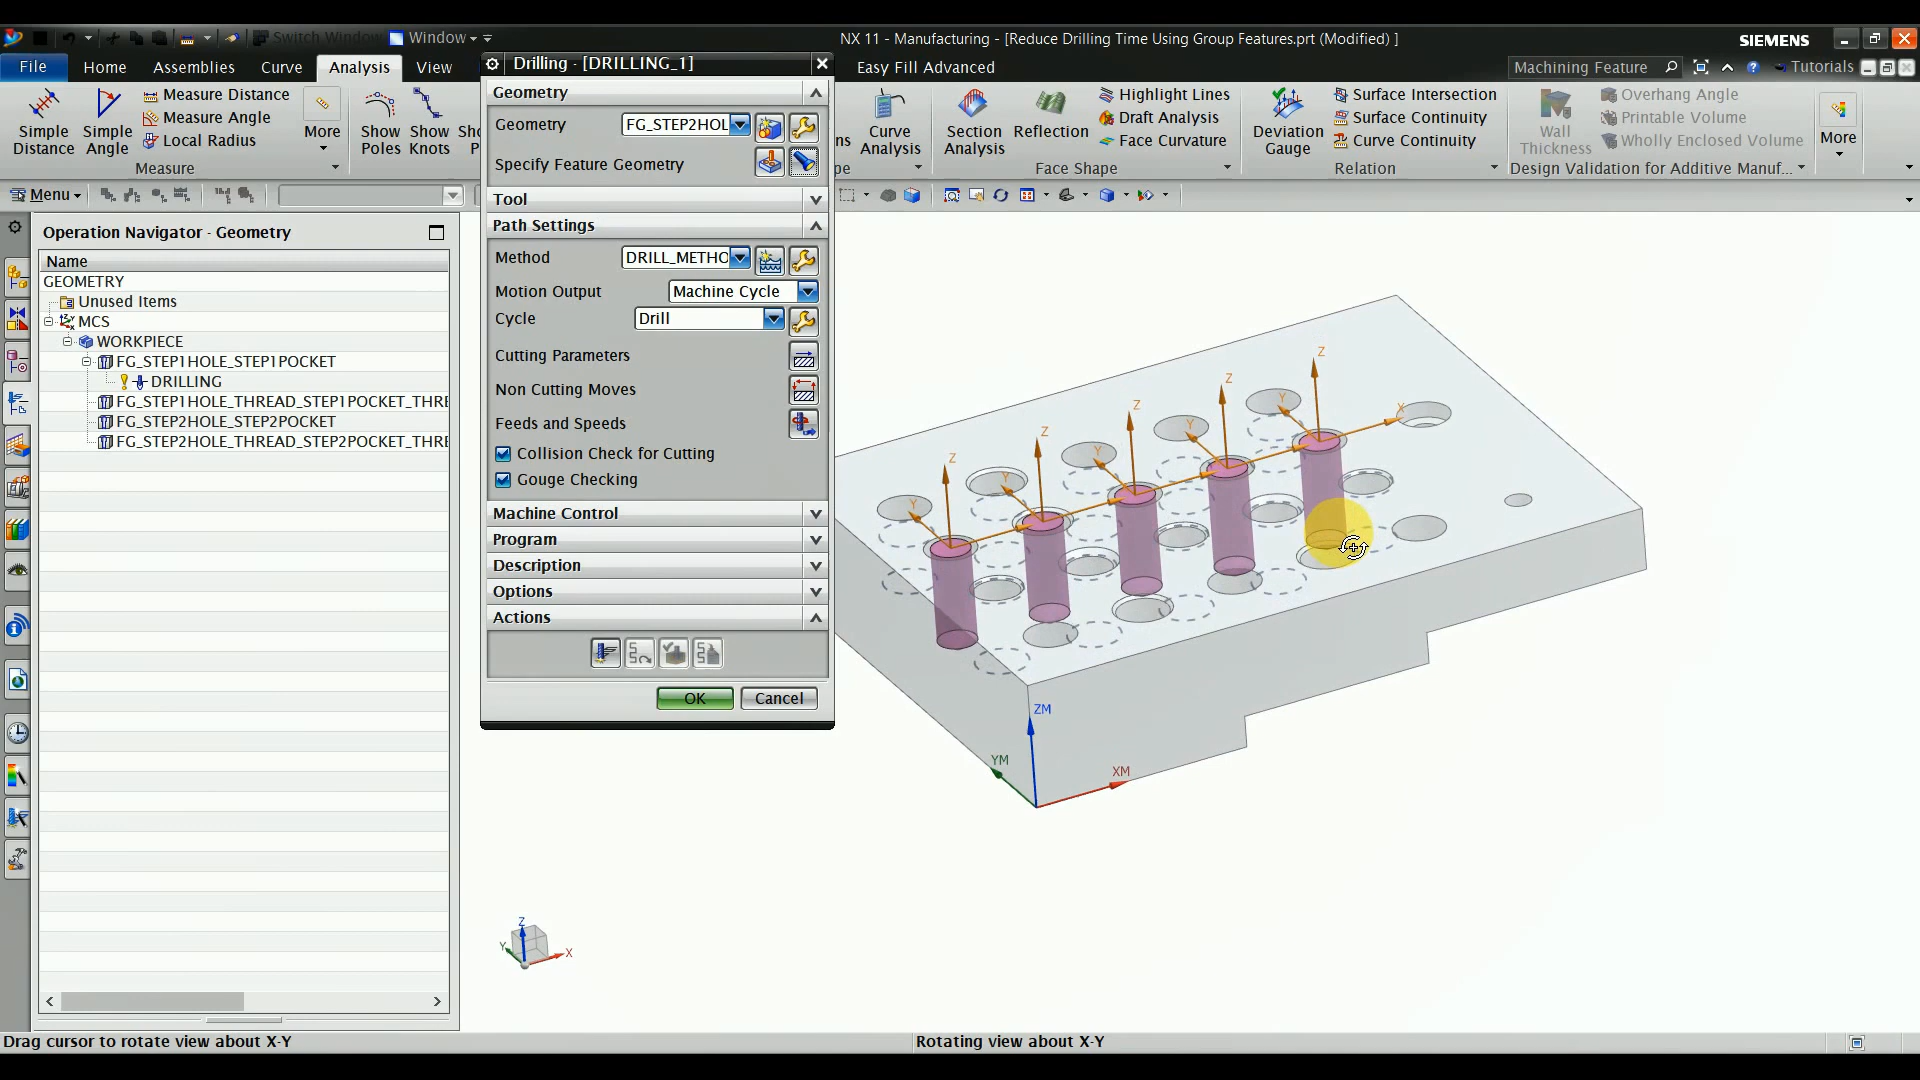 Switch Window
Window
NX 11 - Manufacturing - [Reduce Drilling Time Using Group Features.prt (Modified) ]
SIEMENS
File
Home
Assemblies
Curve
Analysis
View
Easy Fill Advanced
Machining Feature
Tutorials
Simple Distance
Simple Angle
Measure Distance
Measure Angle
Local Radius
More
Measure
Show Poles
Show Knots
Curve Analysis
Section Analysis
Reflection
Highlight Lines
Draft Analysis
Face Curvature
Face Shape
Deviation Gauge
Surface Intersection
Surface Continuity
Curve Continuity
Relation
Wall Thickness
Overhang Angle
Printable Volume
Wholly Enclosed Volume
Design Validation for Additive Manuf...
More
Menu
Operation Navigator - Geometry
Name
GEOMETRY
Unused Items
MCS
WORKPIECE
FG_STEP1HOLE_STEP1POCKET
DRILLING
FG_STEP1HOLE_THREAD_STEP1POCKET_THRE
FG_STEP2HOLE_STEP2POCKET
FG_STEP2HOLE_THREAD_STEP2POCKET_THRE
Drilling - [DRILLING_1]
Geometry
Geometry FG_STEP2HOL
Specify Feature Geometry
Tool
Path Settings
Method DRILL_METHO
Motion Output Machine Cycle
Cycle Drill
Cutting Parameters
Non Cutting Moves
Feeds and Speeds
Collision Check for Cutting
Gouge Checking
Machine Control
Program
Description
Options
Actions
OK Cancel
Z
Z
Z
Z
Z
Y
Y
Y
Y
Y
X
ZM
YM
XM
Z
Y
X
Drag cursor to rotate view about X-Y
Rotating view about X-Y